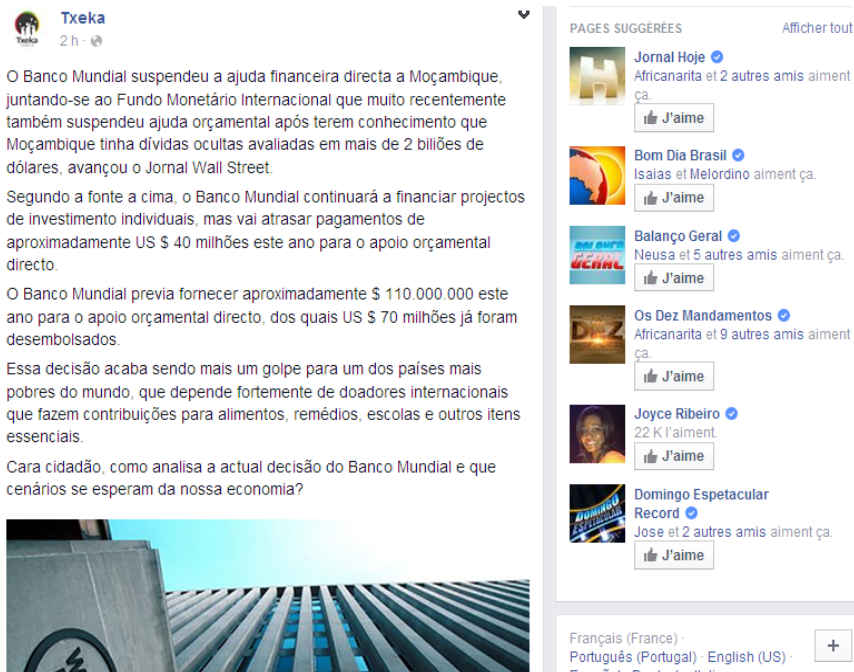 Txeka
2 h
O Banco Mundial suspendeu a ajuda financeira directa a Moçambique,
juntando-se ao Fundo Monetário Internacional que muito recentemente
também suspendeu ajuda orçamental após terem conhecimento que
Moçambique tinha dívidas ocultas avaliadas em mais de 2 biliões de
dólares, avançou o Jornal Wall Street.
Segundo a fonte a cima, o Banco Mundial continuará a financiar projectos
de investimento individuais, mas vai atrasar pagamentos de
aproximadamente US $ 40 milhões este ano para o apoio orçamental
directo.
O Banco Mundial previa fornecer aproximadamente $ 110.000.000 este
ano para o apoio orçamental directo, dos quais US $ 70 milhões já foram
desembolsados.
Essa decisão acaba sendo mais um golpe para um dos países mais
pobres do mundo, que depende fortemente de doadores internacionais
que fazem contribuições para alimentos, remédios, escolas e outros itens
essenciais.
Cara cidadão, como analisa a actual decisão do Banco Mundial e que
cenários se esperam da nossa economia?
PAGES SUGGÉRÉES Afficher tout
Jornal Hoje
Africanarita et 2 autres amis aiment
ça.
J'aime
Bom Dia Brasil
Isaias et Melordino aiment ça.
J'aime
BALANÇO
GERAL
Balanço Geral
Neusa et 5 autres amis aiment ça.
J'aime
DEZ
Os Dez Mandamentos
Africanarita et 9 autres amis aiment
ça.
J'aime
Joyce Ribeiro
22 K l'aiment.
J'aime
DOMINGO
ESPETACULAR
Domingo Espetacular
Record
Jose et 2 autres amis aiment ça.
J'aime
Français (France) ·
Português (Portugal) · English (US) ·